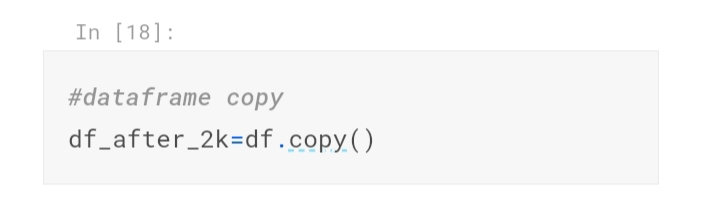 In [18]:
#dataframe copy
df_after_2k=df.copy()